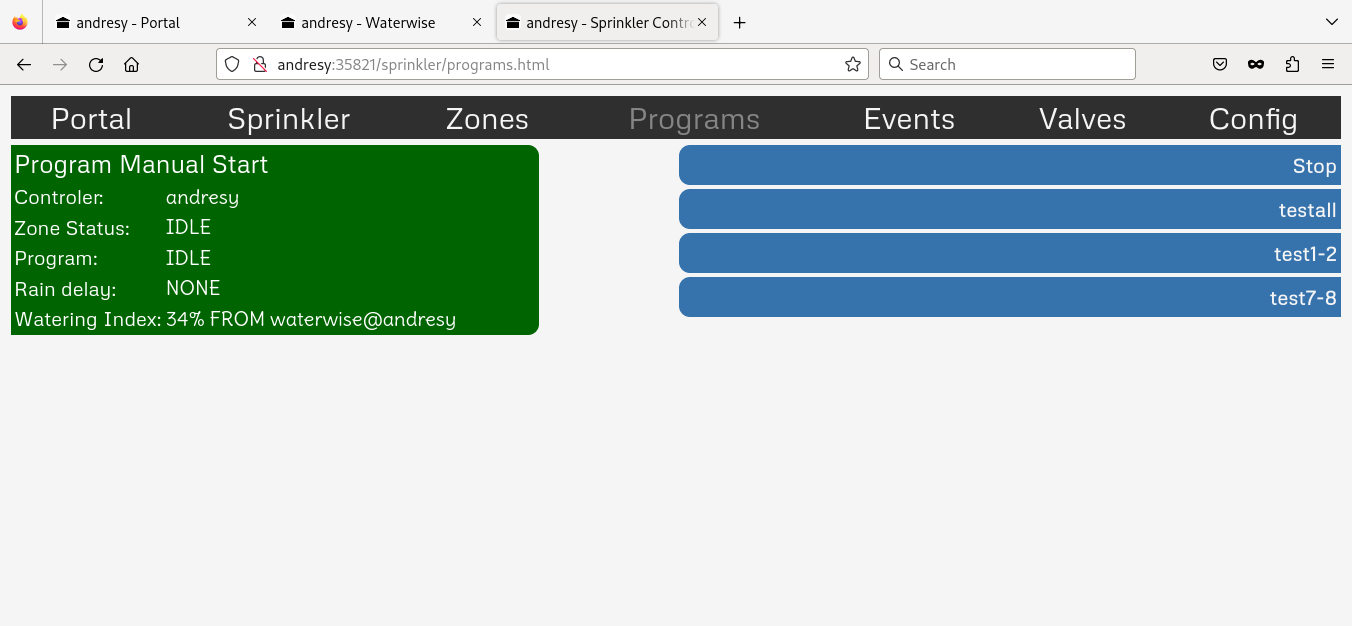 andresy - Portal
andresy - Waterwise
andresy - Sprinkler Contr
andresy:35821/sprinkler/programs.html
Search
Portal Sprinkler Zones Programs Events Valves Config
Program Manual Start
Controler: andresy
Zone Status: IDLE
Program: IDLE
Rain delay: NONE
Watering Index: 34% FROM waterwise@andresy
Stop
testall
test1-2
test7-8